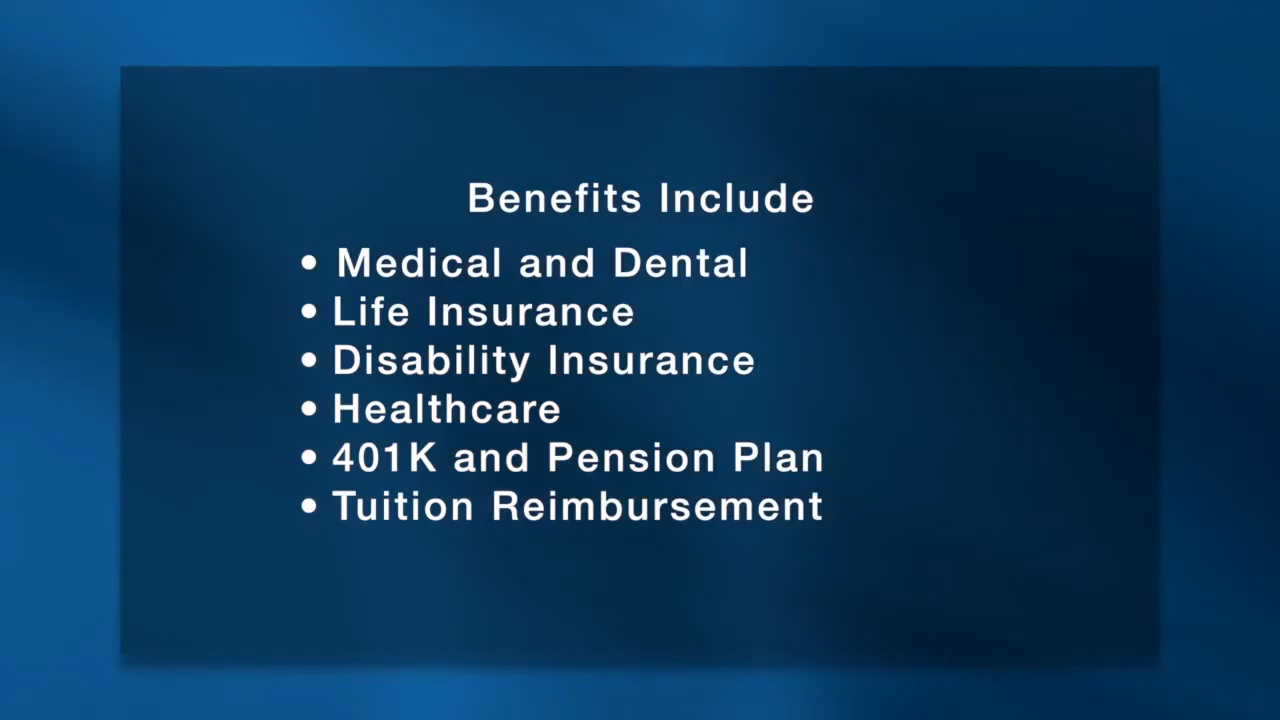 Benefits Include
• Medical and Dental
• Life Insurance
• Disability Insurance
• Healthcare
• 401K and Pension Plan
• Tuition Reimbursement